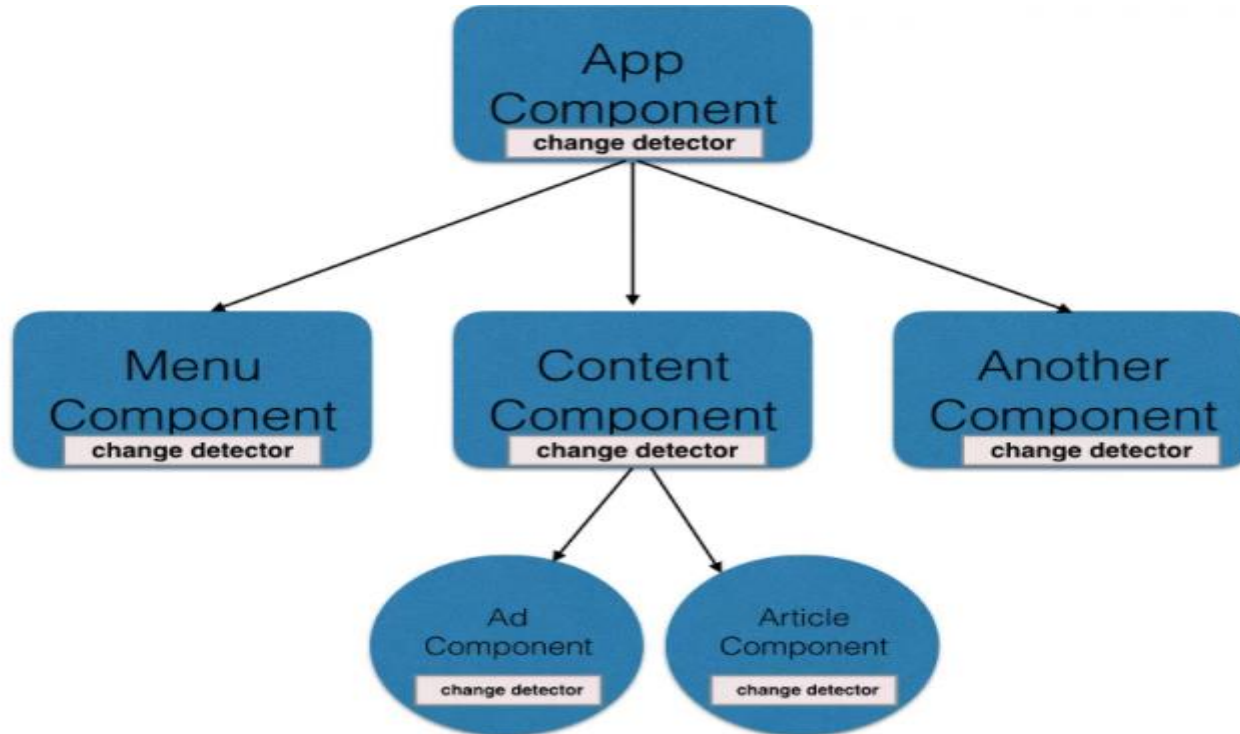 App
Component
change detector
Menu
Component
change detector
Content
Component
change detector
Another
Component
change detector
Ad
Component
change detector
Article
Component
change detector